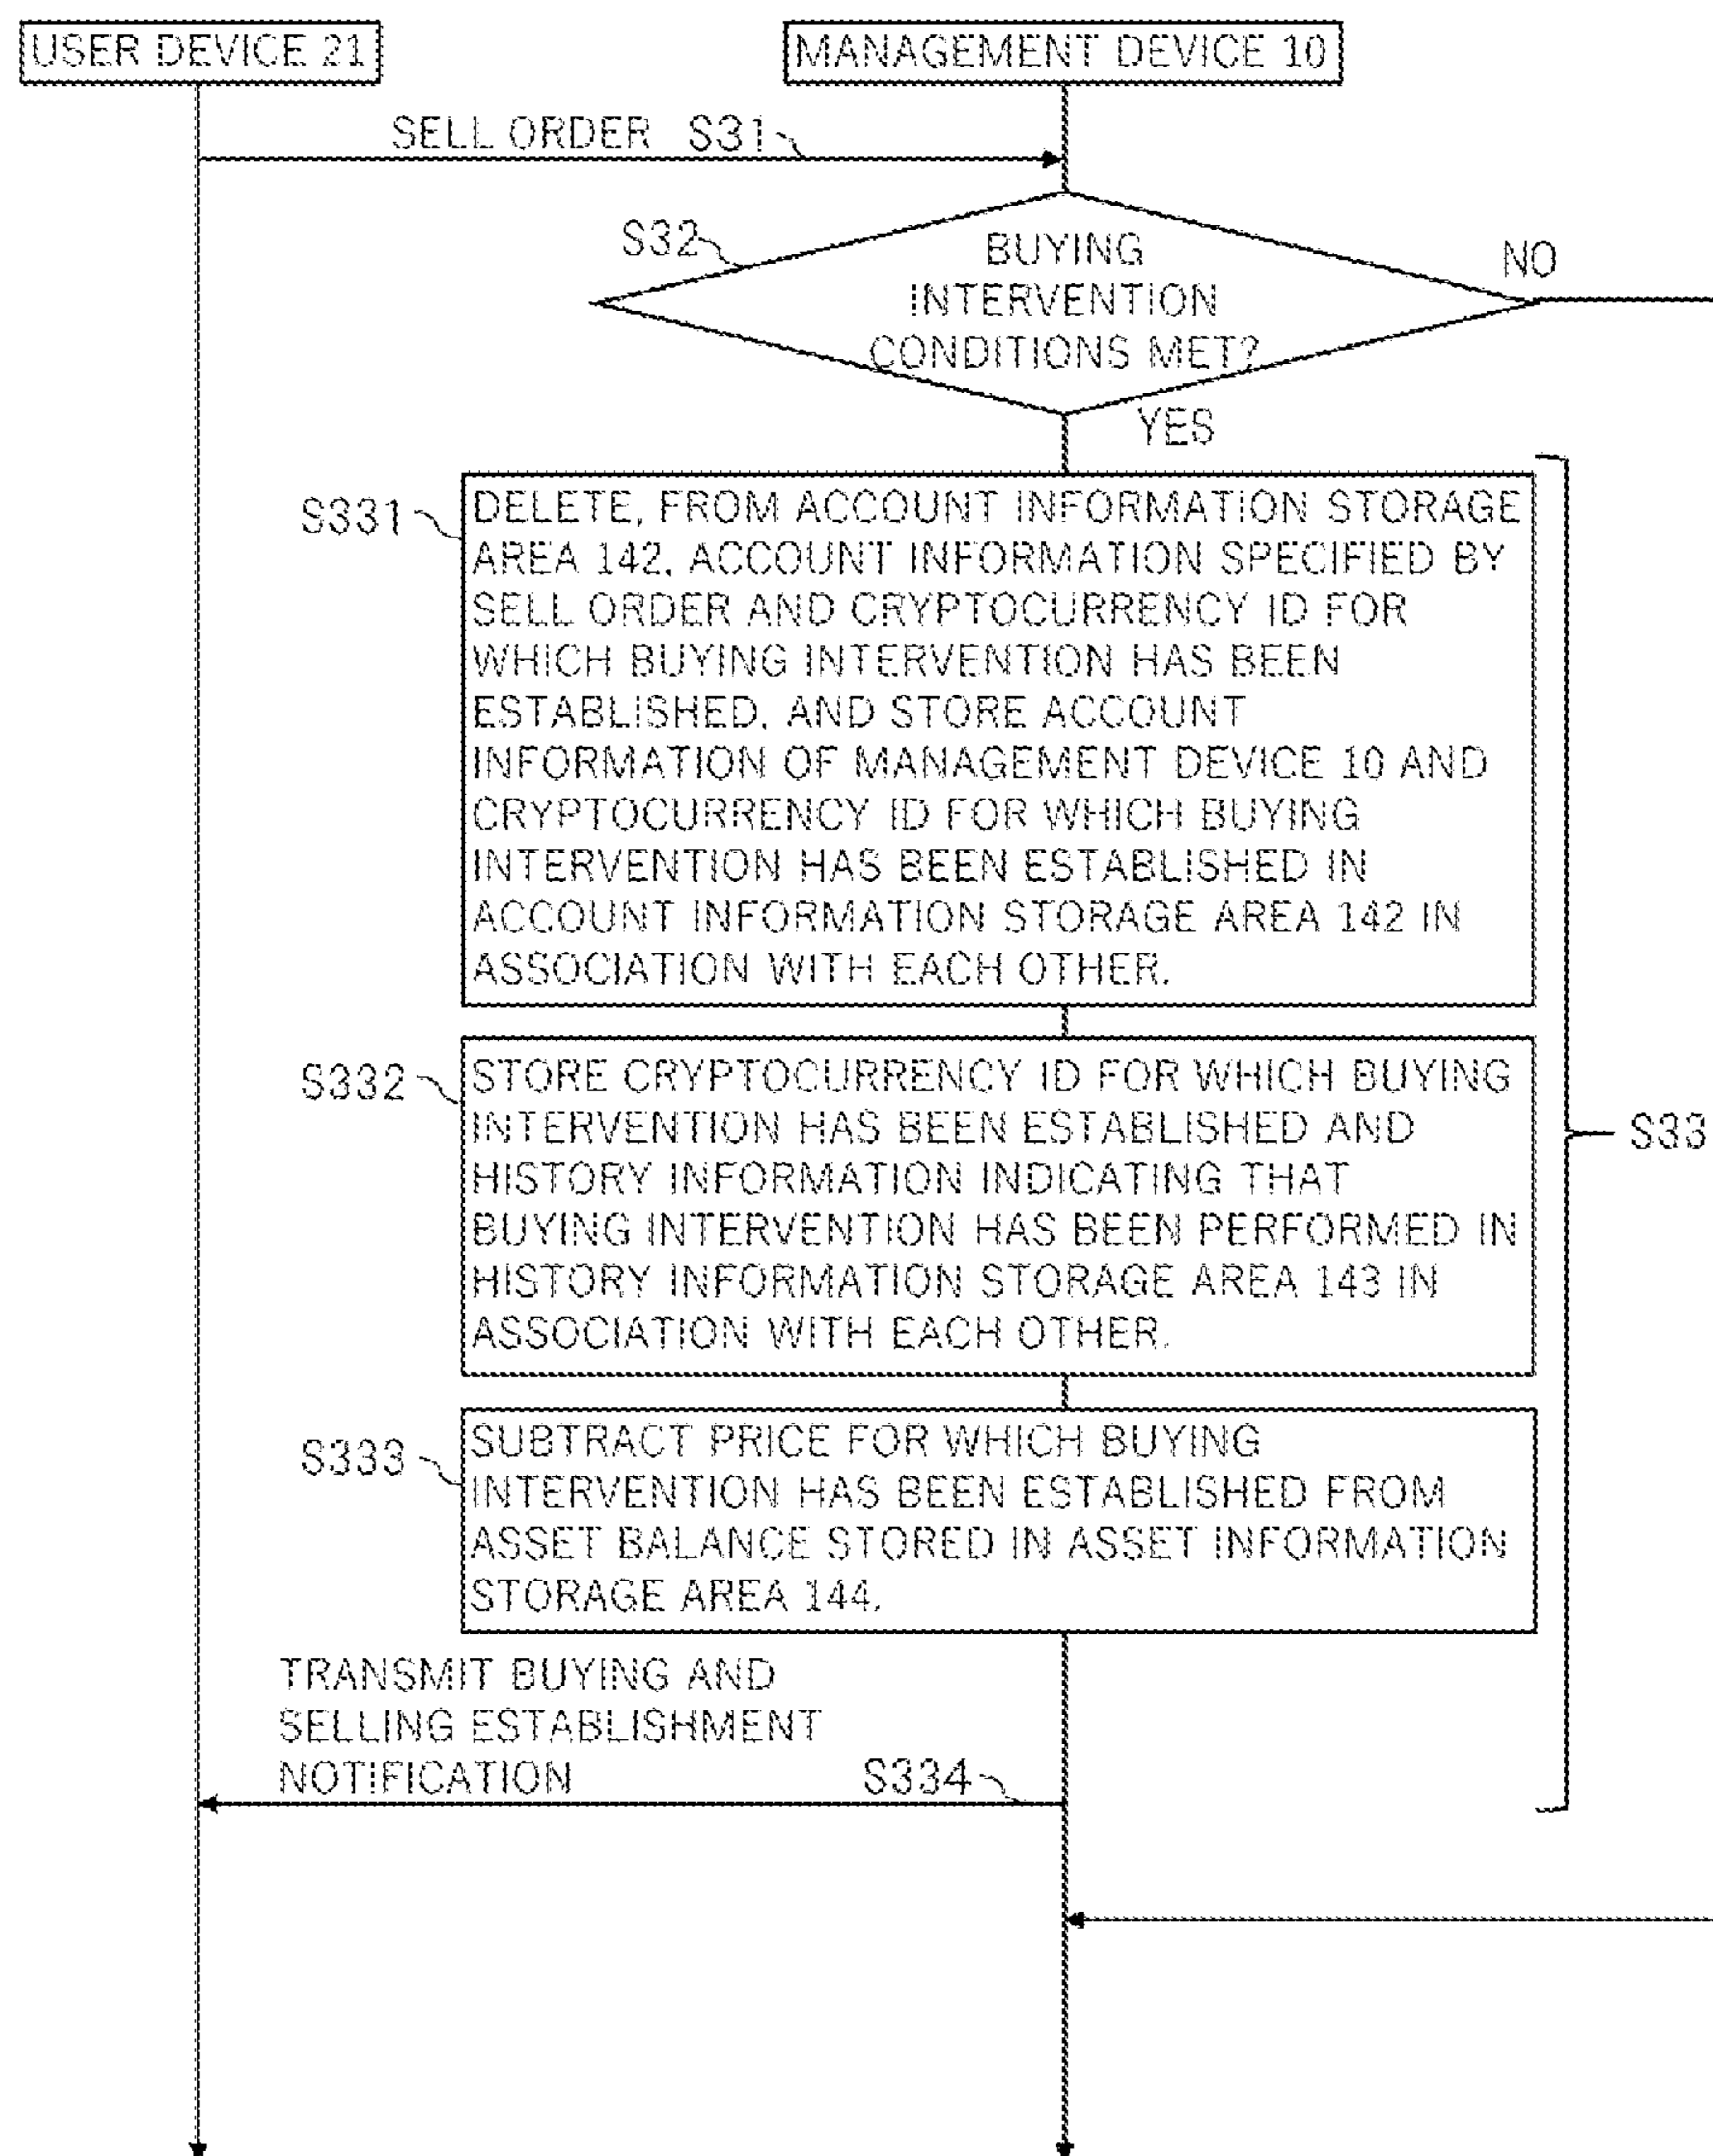 USER DEVICE 21
MANAGEMENT DEVICE 10
SELL ORDER S31
S32
BUYING
INTERVENTION
CONDITIONS MET?
NO
YES
S331
DELETE, FROM ACCOUNT INFORMATION STORAGE
AREA 142, ACCOUNT INFORMATION SPECIFIED BY
SELL ORDER AND CRYPTOCURRENCY ID FOR
WHICH BUYING INTERVENTION HAS BEEN
ESTABLISHED, AND STORE ACCOUNT
INFORMATION OF MANAGEMENT DEVICE 10 AND
CRYPTOCURRENCY ID FOR WHICH BUYING
INTERVENTION HAS BEEN ESTABLISHED IN
ACCOUNT INFORMATION STORAGE AREA 142 IN
ASSOCIATION WITH EACH OTHER.
S332
STORE CRYPTOCURRENCY ID FOR WHICH BUYING
INTERVENTION HAS BEEN ESTABLISHED AND
HISTORY INFORMATION INDICATING THAT
BUYING INTERVENTION HAS BEEN PERFORMED IN
HISTORY INFORMATION STORAGE AREA 143 IN
ASSOCIATION WITH EACH OTHER.
S33
S333
SUBTRACT PRICE FOR WHICH BUYING
INTERVENTION HAS BEEN ESTABLISHED FROM
ASSET BALANCE STORED IN ASSET INFORMATION
STORAGE AREA 144.
TRANSMIT BUYING AND
SELLING ESTABLISHMENT
NOTIFICATION
S334